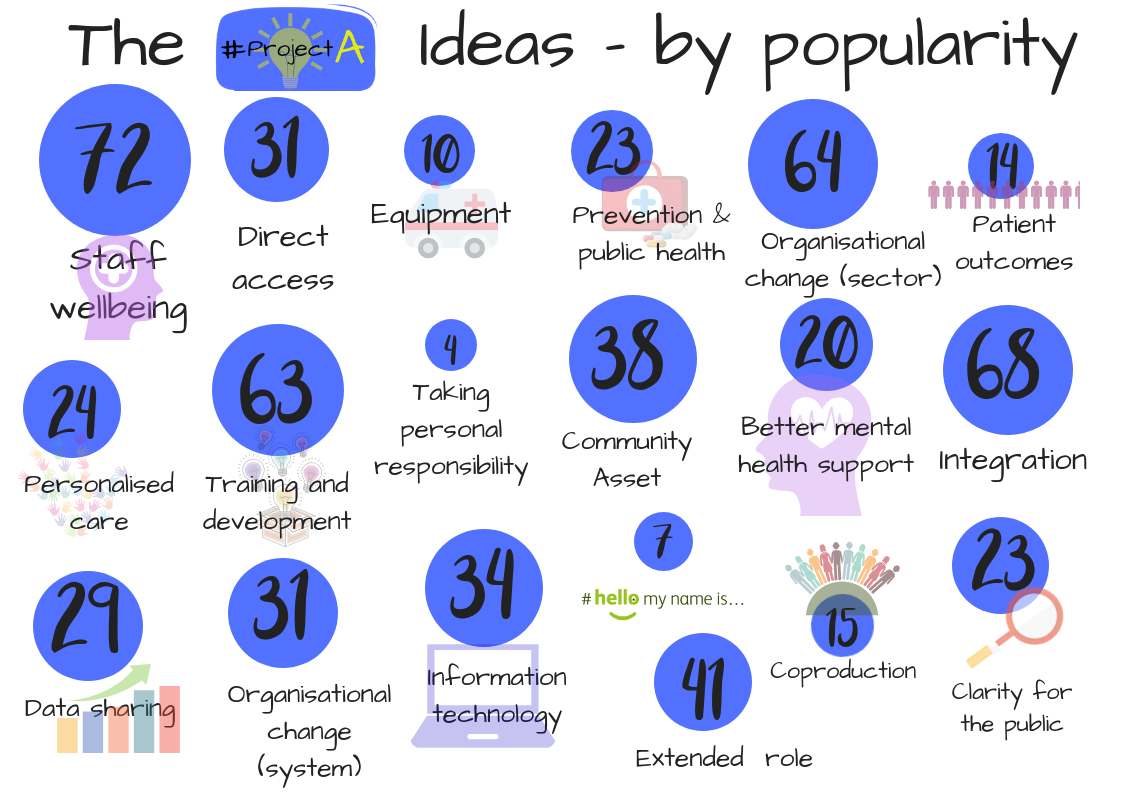 The #ProjectA Ideas - by popularity
72
Staff
wellbeing
31
Direct
access
10
Equipment
23
Prevention &
public health
64
Organisational
change (sector)
14
Patient
outcomes
24
Personalised
care
63
Training and
development
4
Taking
personal
responsibility
38
Community
Asset
20
Better mental
health support
68
Integration
29
Data sharing
31
Organisational
change
(system)
34
Information
technology
7
# hello my name is...
41
Extended role
15
Coproduction
23
Clarity for
the public